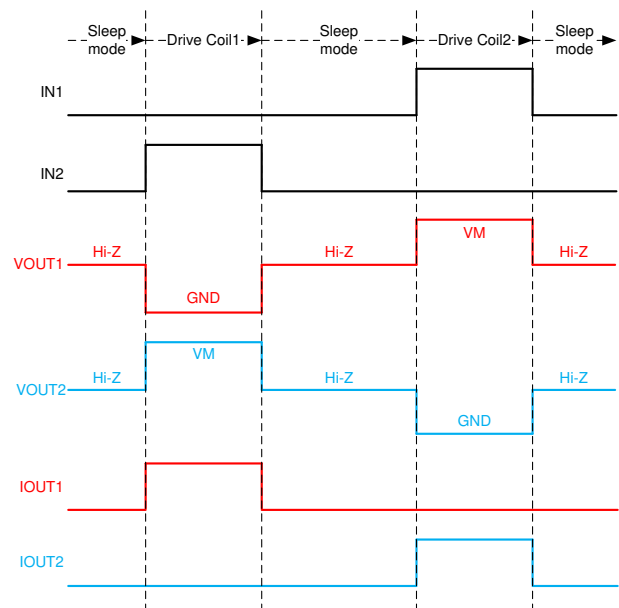 Sleep mode
Drive Coil1
Sleep mode
Drive Coil2
Sleep mode
IN1
IN2
VOUT1
Hi-Z
GND
Hi-Z
VM
Hi-Z
VOUT2
Hi-Z
VM
Hi-Z
GND
Hi-Z
IOUT1
IOUT2